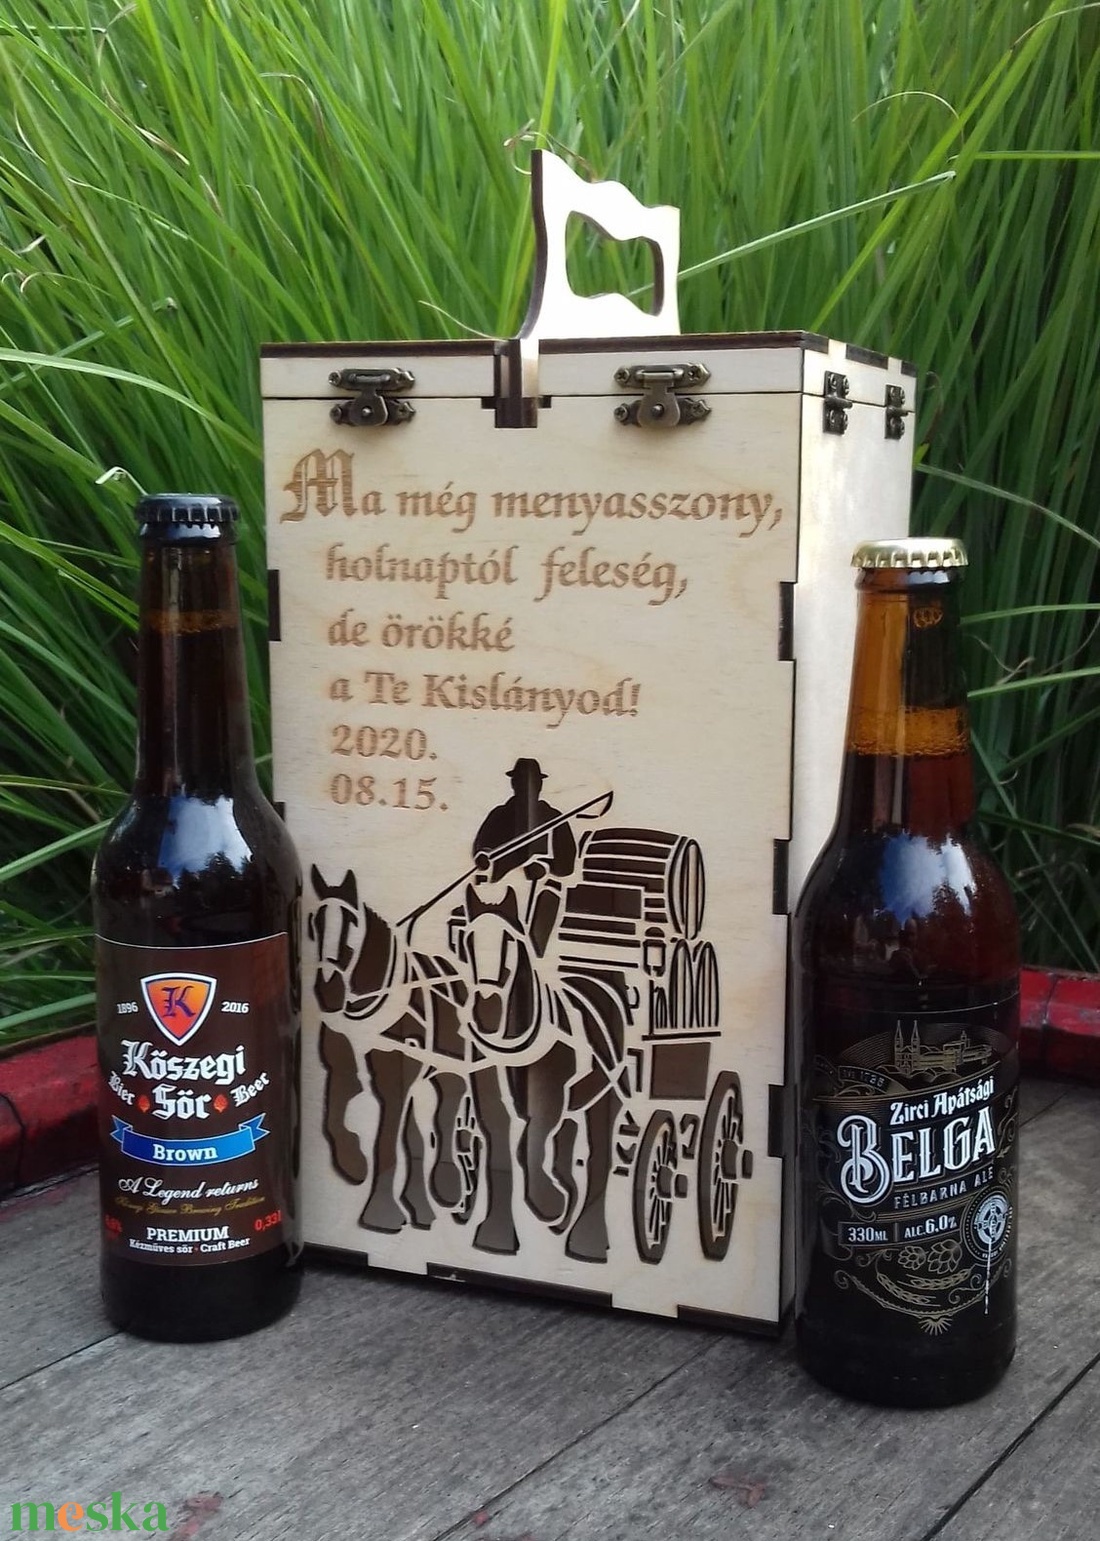 Ma még menyasszony,
holnaptól feleség,
de örökké
a Te Kislányod!
2020.
08.15.
1896 K 2016
Kőszegi
Bier Sör Beer
Brown
A Legend returns
PREMIUM
0,33l
Kézműves sör Craft Beer
Zirci Apátsági
BELGA
FÉLBARNA ALE
330ML ALC.6.0%
meska